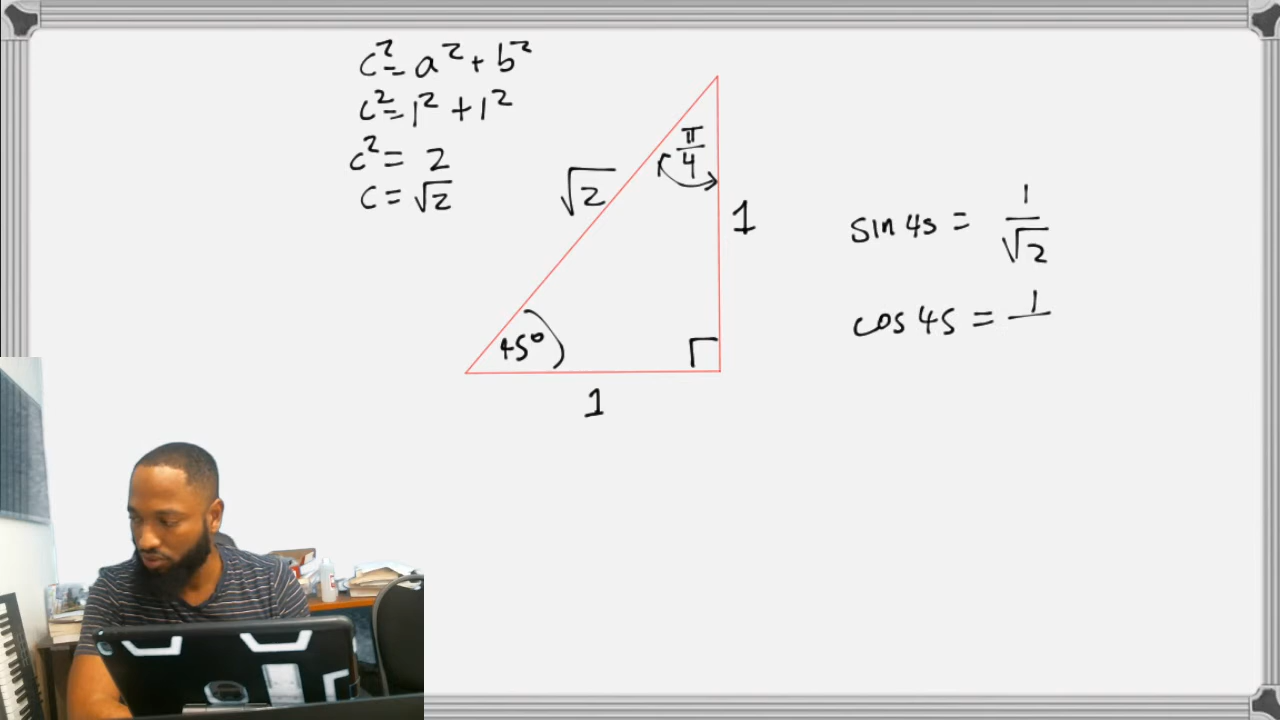 c² = a² + b²
c² = 1² + 1²
c² = 2
c = √2
√2
π/4
1
45°
1
sin 45 = 1/√2
cos 45 = 1/